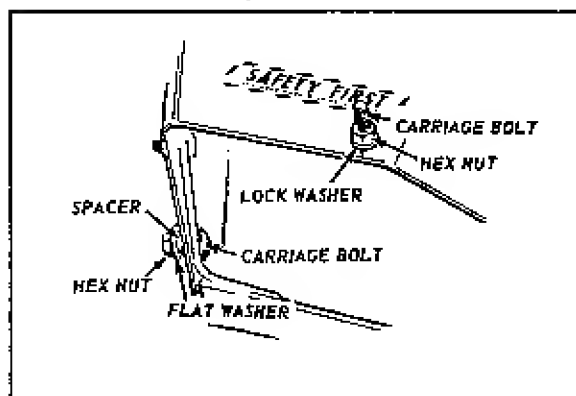 SAFETY FIRST
CARRIAGE BOLT
HEX NUT
LOCK WASHER
SPACER
CARRIAGE BOLT
HEX NUT
FLAT WASHER